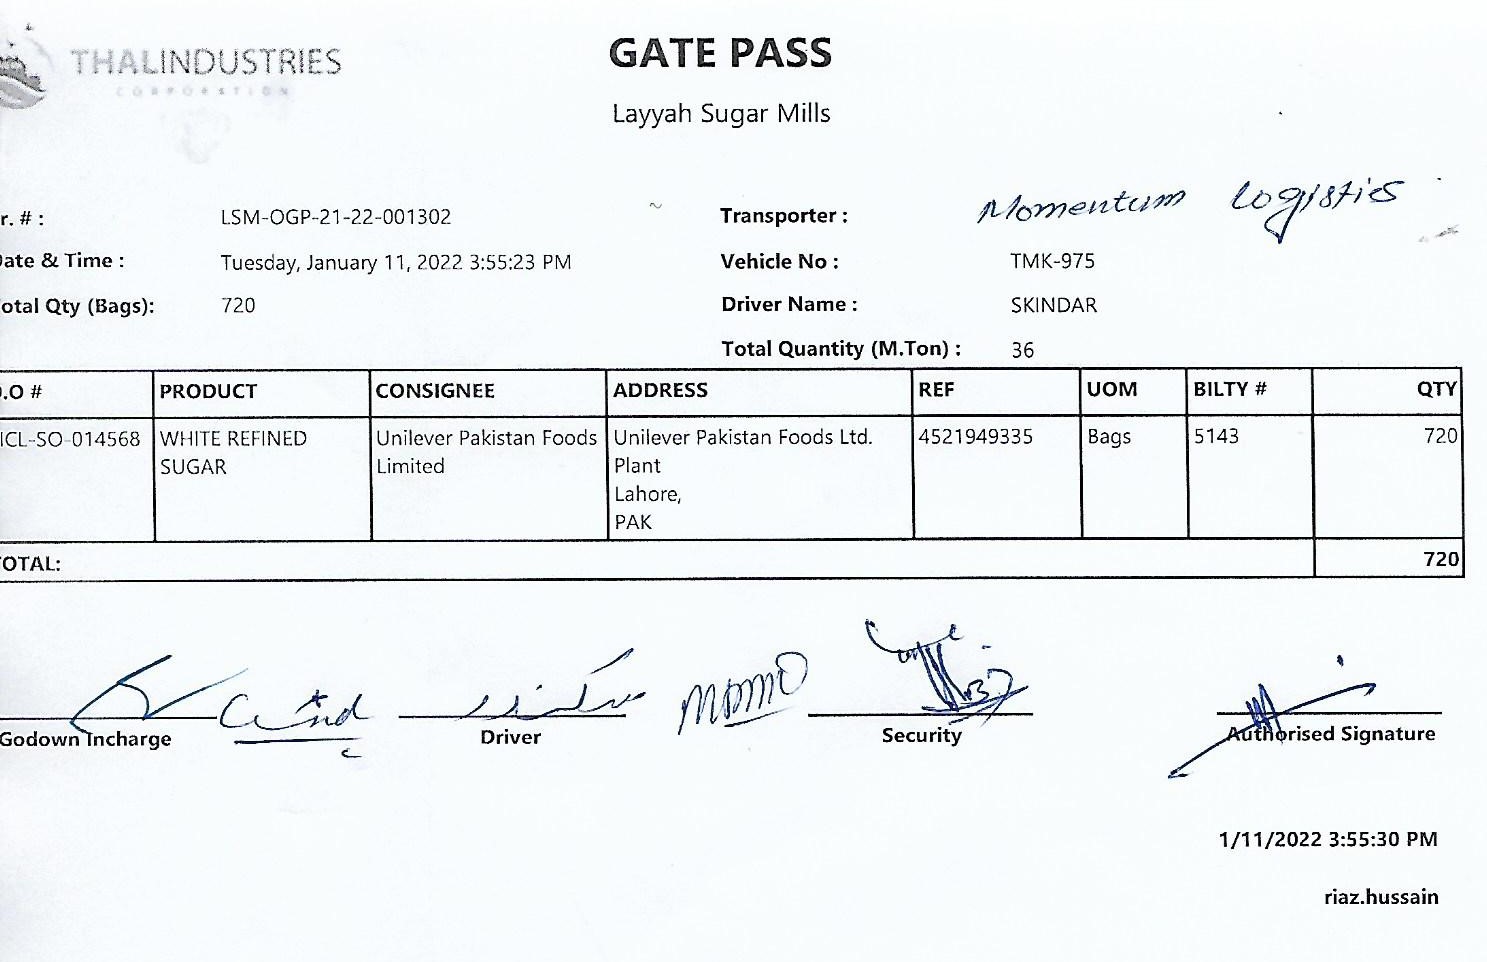 THALINDUSTRIES
CORPORATION
GATE PASS
Layyah Sugar Mills
r. # : LSM-OGP-21-22-001302 Transporter : Momentum Logistics
ate & Time : Tuesday, January 11, 2022 3:55:23 PM Vehicle No : TMK-975
otal Qty (Bags): 720 Driver Name : SKINDAR
Total Quantity (M.Ton) : 36
.O # PRODUCT CONSIGNEE ADDRESS REF UOM BILTY # QTY
ICL-SO-014568 WHITE REFINED Unilever Pakistan Foods Unilever Pakistan Foods Ltd. 4521949335 Bags 5143 720
SUGAR Limited Plant
Lahore,
PAK
OTAL: 720
Godown Incharge Driver Security Authorised Signature
1/11/2022 3:55:30 PM
riaz.hussain